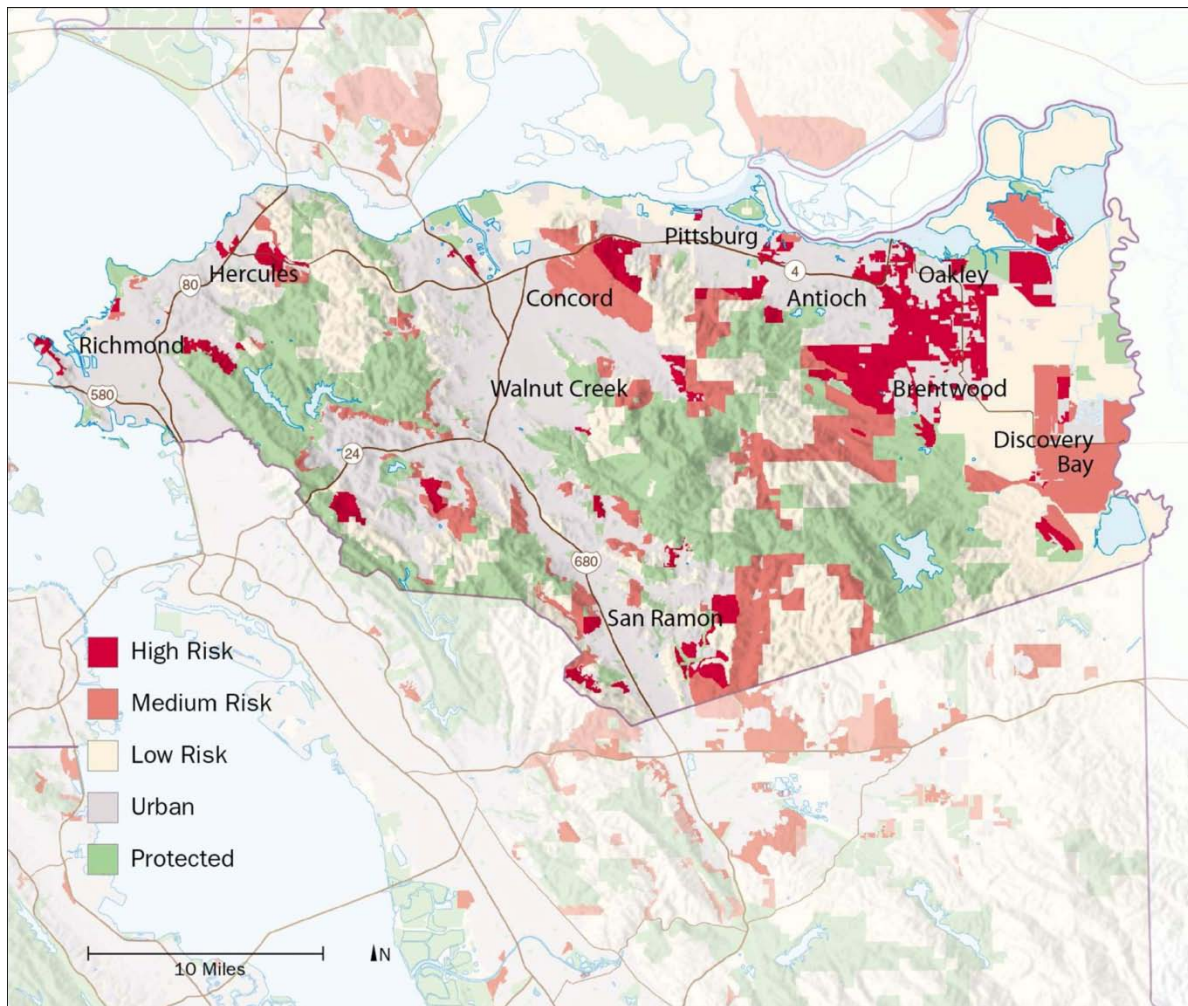 Pittsburg
4
Hercules
Oakley
80
Concord
Antioch
Richmond
Walnut Creek
Brentwood
580
Discovery
Bay
24
680
San Ramon
High Risk
Medium Risk
Low Risk
Urban
Protected
10 Miles
N